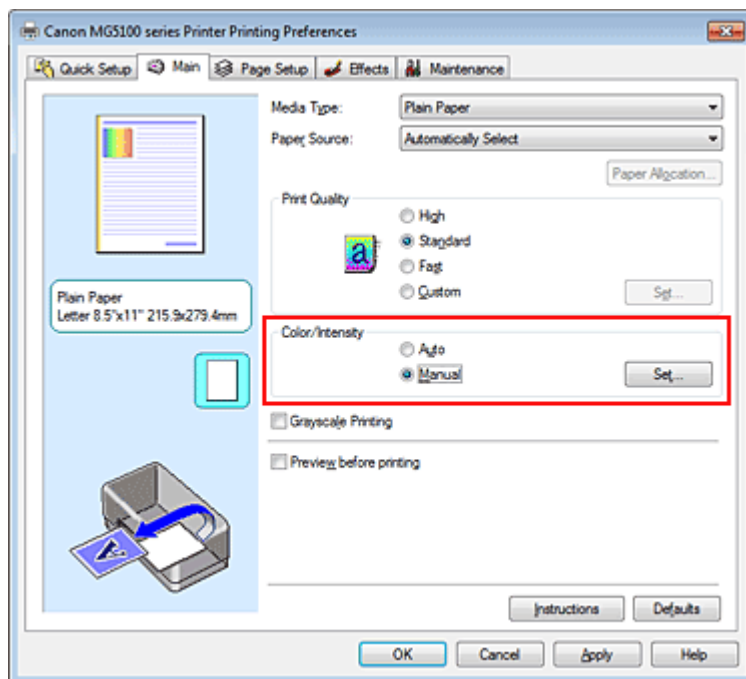 Canon MG5100 series Printer Printing Preferences
Quick Setup Main Page Setup Effects Maintenance
Media Type: Plain Paper
Paper Source: Automatically Select
Paper Allocation...
Print Quality
High
a Standard
Fast
Custom Set...
Plain Paper
Letter 8.5"x11" 215.9x279.4mm
Color/Intensity
Auto
Manual Set...
Grayscale Printing
Preview before printing
A
Instructions Defaults
OK Cancel Apply Help